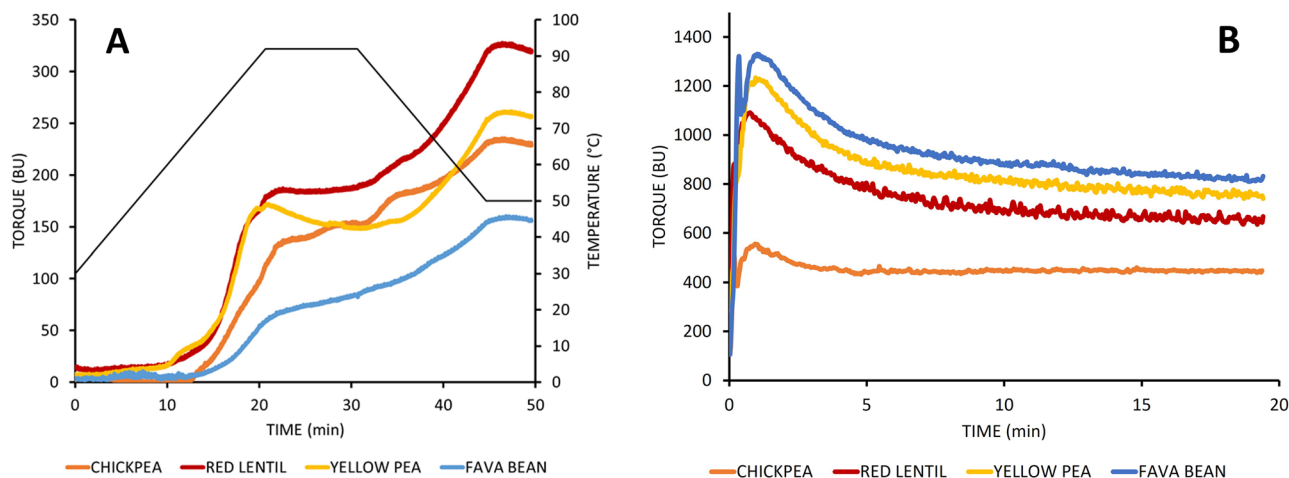 A
350
300
250
200
150
100
50
0
TORQUE (BU)
100
90
80
70
60
50
40
30
20
10
0
TEMPERATURE (°C)
0 10 20 30 40 50
TIME (min)
CHICKPEA RED LENTIL YELLOW PEA FAVA BEAN
B
1400
1200
1000
800
600
400
200
0
TORQUE (BU)
0 5 10 15 20
TIME (min)
CHICKPEA RED LENTIL YELLOW PEA FAVA BEAN